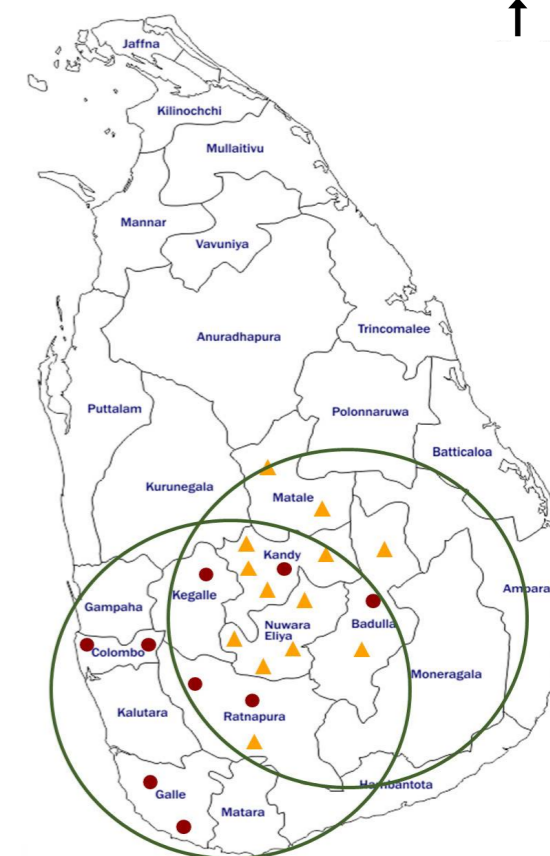 Jaffna
Kilinochchi
Mullaitivu
Mannar
Vavuniya
Anuradhapura
Trincomalee
Puttalam
Polonnaruwa
Batticaloa
Kurunegala
Matale
Kandy
Kegalle
Ampara
Gampaha
Nuwara
Eliya
Badulla
Colombo
Moneragala
Kalutara
Ratnapura
Hambantota
Galle
Matara